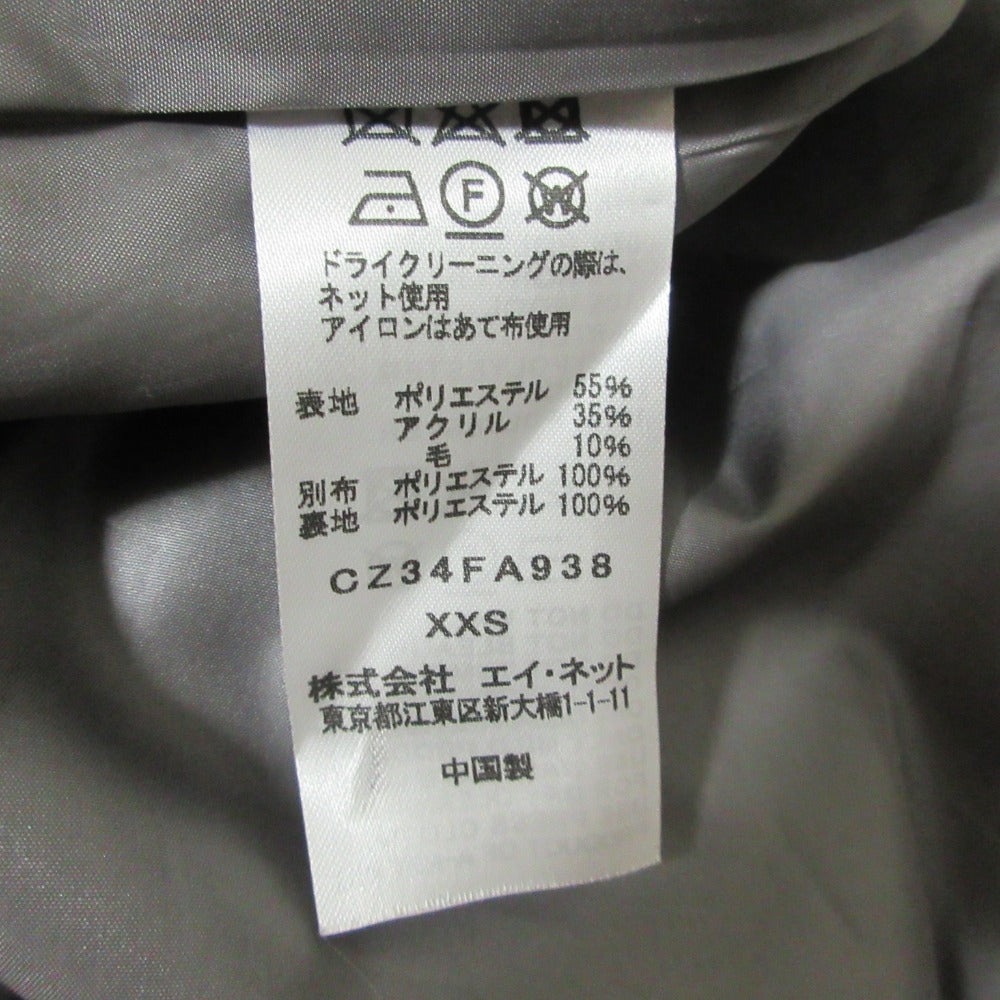 F
W
ドライクリーニングの際は、
ネット使用
アイロンはあて布使用
表地 ポリエステル 55%
アクリル 35%
毛 10%
別布 ポリエステル 100%
裏地 ポリエステル 100%
CZ34FA938
XXS
株式会社 エイ・ネット
東京都江東区新大橋1-1-11
中国製